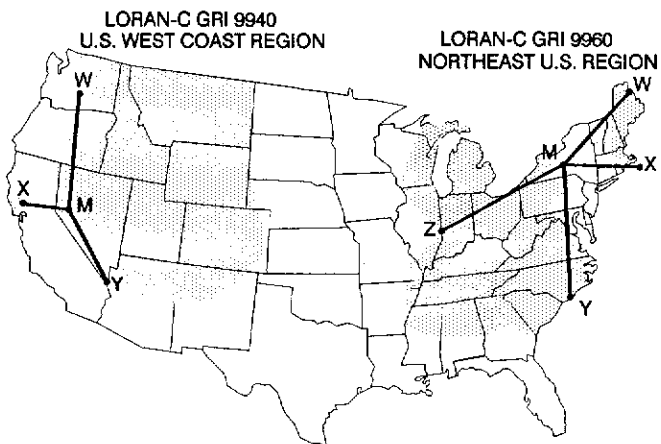 LORAN-C GRI 9940
U.S. WEST COAST REGION
LORAN-C GRI 9960
NORTHEAST U.S. REGION
W
X
M
Y
W
M
X
Z
Y